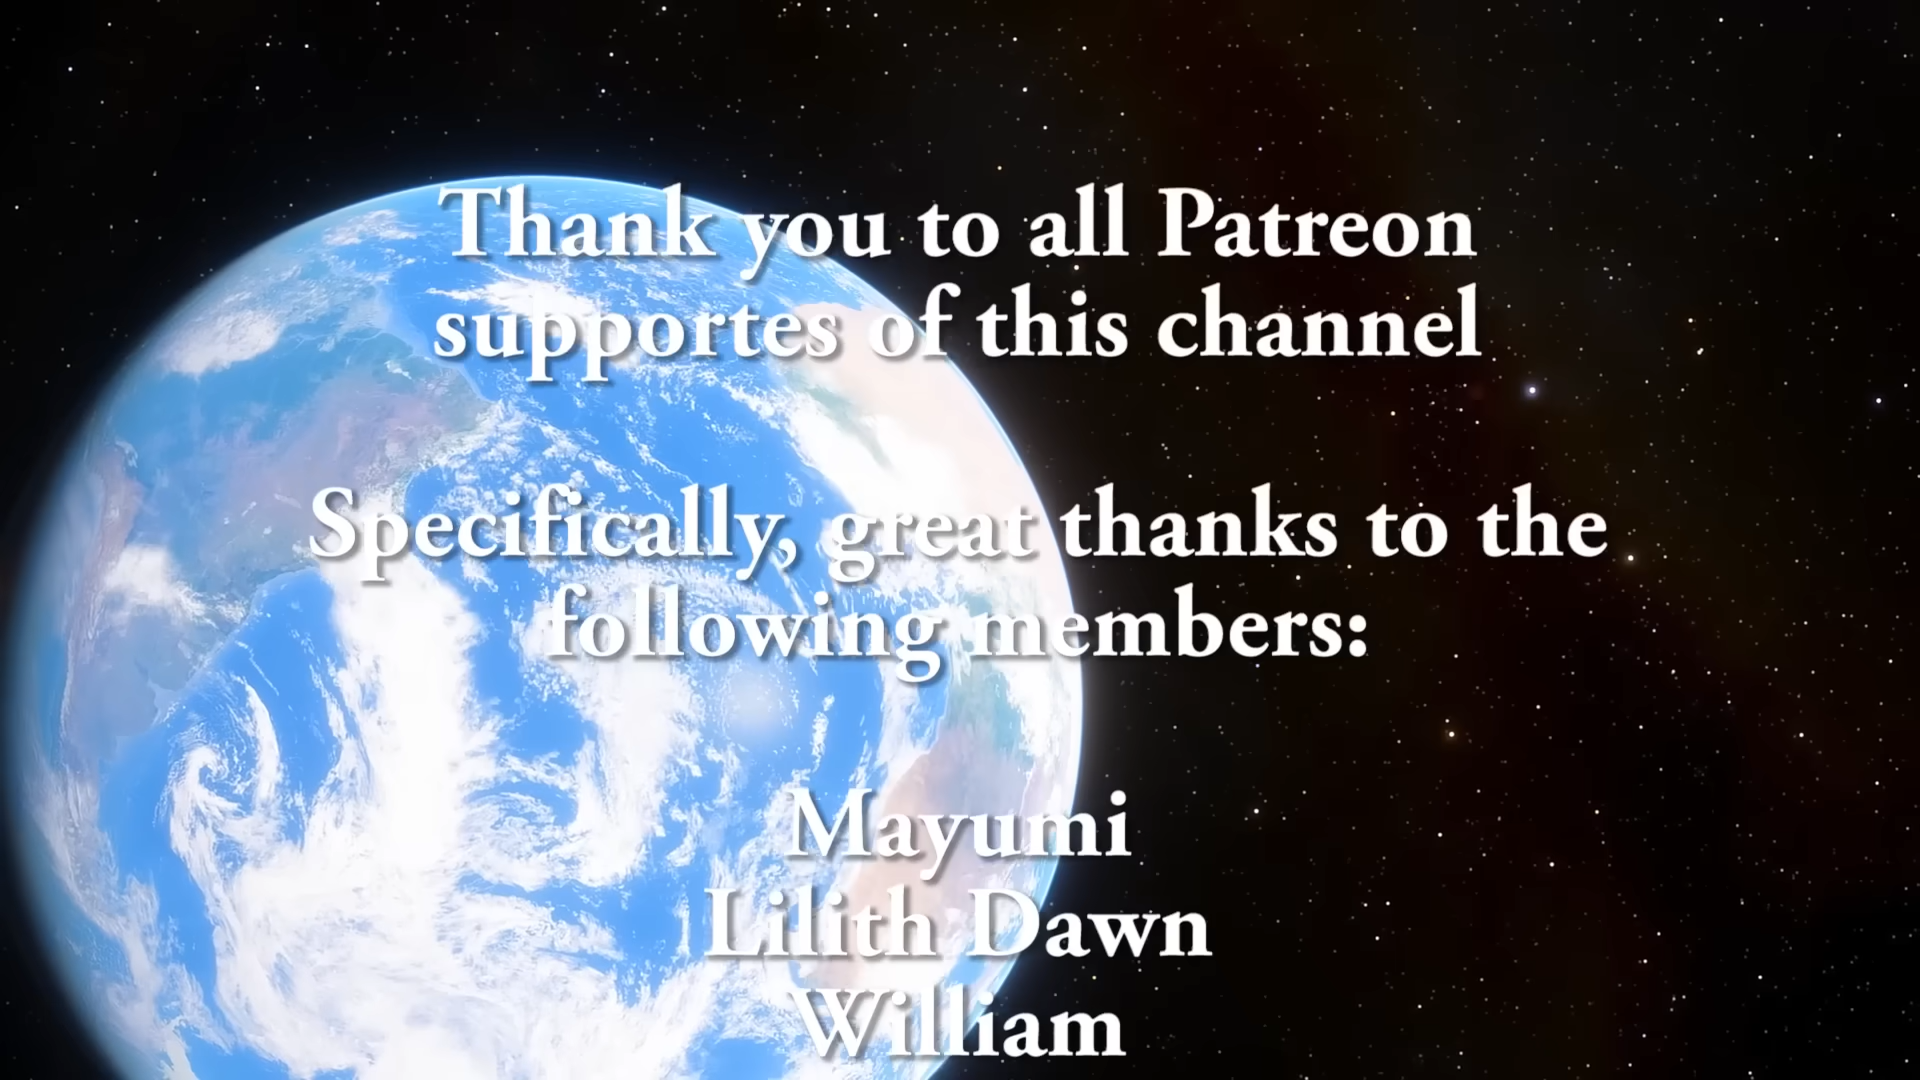 Thank you to all Patreon
supportes of this channel
Specifically, great thanks to the
following members:
Mayumi
Lilith Dawn
William